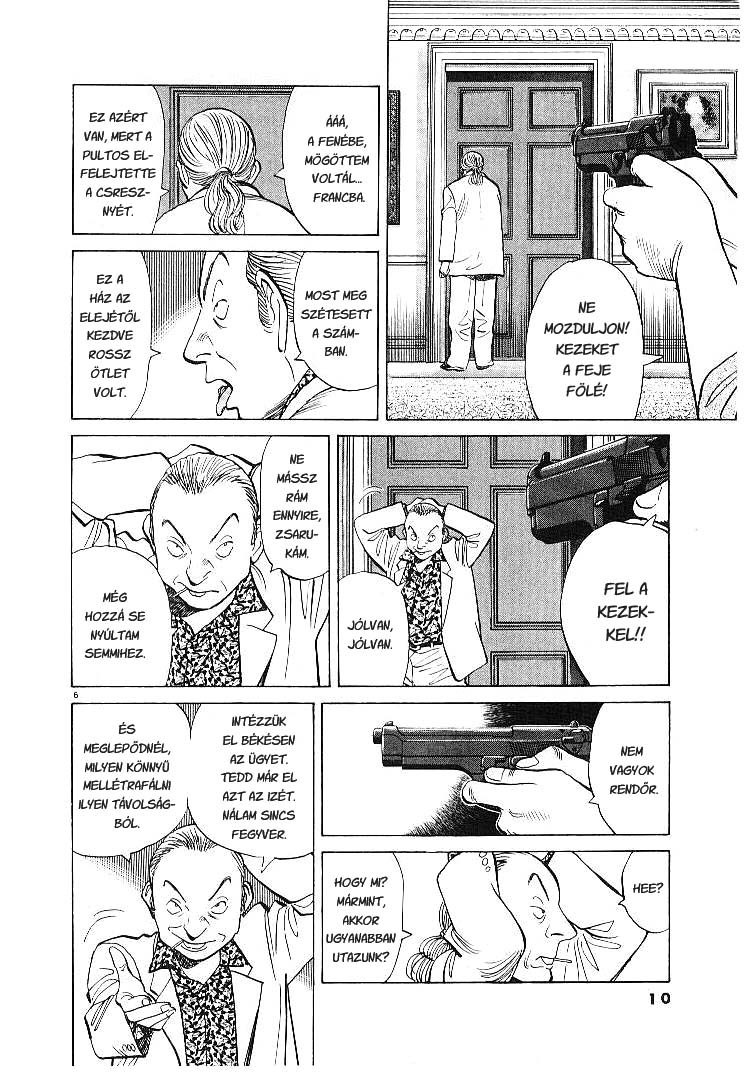 NE
MOZDULJON!
KEZEKET
A FEJE
FÖLÉ!
ÁÁÁ,
A FENÉBE,
MÖGÖTTEM
VOLTÁL...
FRANCBA.
EZ AZÉRT
VAN, MERT A
PULTOS EL-
FELEJTETTE
A CSRESZ-
NYÉT.
MOST MEG
SZÉTESETT
A SZÁM-
BAN.
EZ A
HÁZ AZ
ELEJÉTŐL
KEZDVE
ROSSZ
ÖTLET
VOLT.
FEL A
KEZEK-
KEL!!
JÓLVAN,
JÓLVAN.
NE
MÁSSZ
RÁM
ENNYIRE,
ZSARU-
KÁM.
MÉG
HOZZÁ SE
NYÚLTAM
SEMMIHEZ.
6
NEM
VAGYOK
RENDŐR.
HEE?
HOGY MI?
MÁRMINT,
AKKOR
UGYANABBAN
UTAZUNK?
INTÉZZÜK
EL BÉKÉSEN
AZ ÜGYET.
TEDD MÁR EL
AZT AZ IZÉT.
NÁLAM SINCS
FEGYVER.
ÉS
MEGLEPŐDNÉL,
MILYEN KÖNNYŰ
MELLÉTRAFÁLNI
ILYEN TÁVOLSÁG-
BÓL.
10